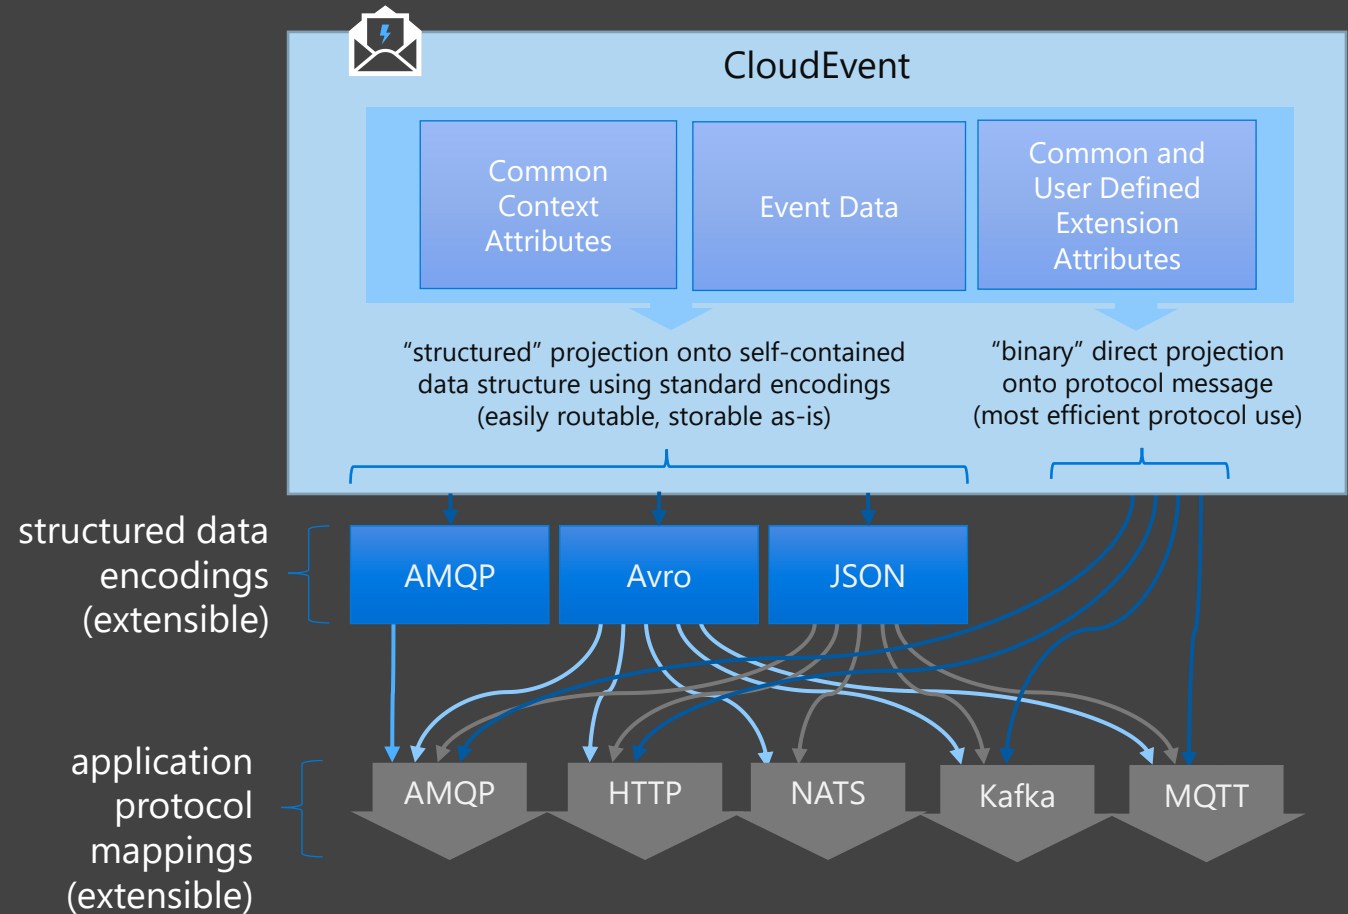 CloudEvent
Common
Context
Attributes
Event Data
Common and
User Defined
Extension
Attributes
“structured” projection onto self-contained
data structure using standard encodings
(easily routable, storable as-is)
“binary” direct projection
onto protocol message
(most efficient protocol use)
structured data
encodings
(extensible)
AMQP
Avro
JSON
application
protocol
mappings
(extensible)
AMQP
HTTP
NATS
Kafka
MQTT